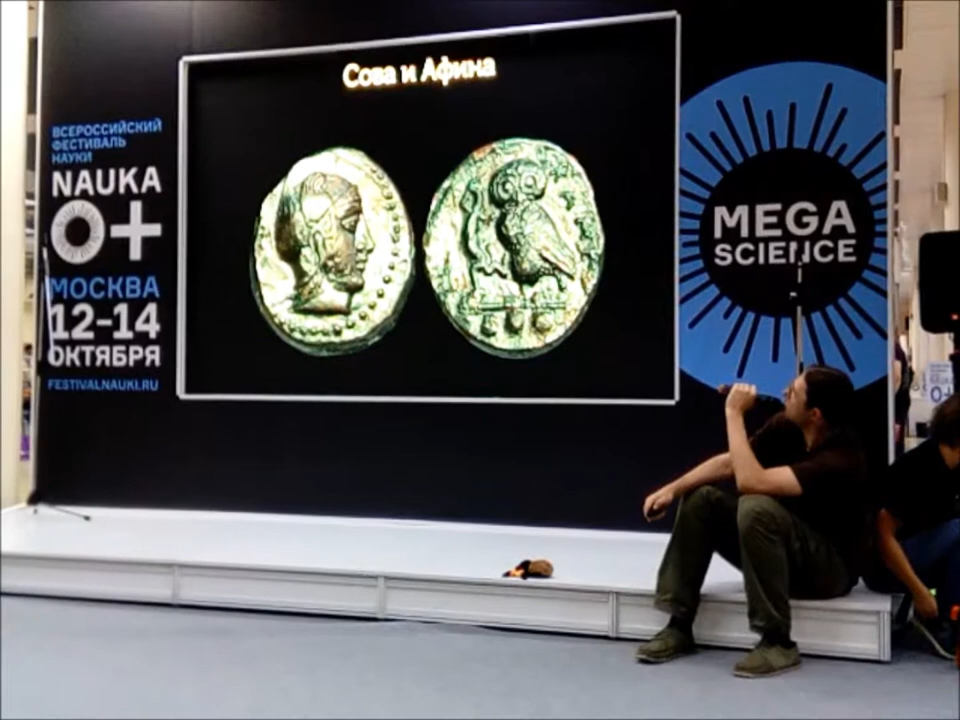 Сова и Афина
ВСЕРОССИЙСКИЙ
ФЕСТИВАЛЬ
НАУКИ
NAUKA
0+
МОСКВА
12–14
ОКТЯБРЯ
FESTIVALNAUKI.RU
MEGA
SCIENCE